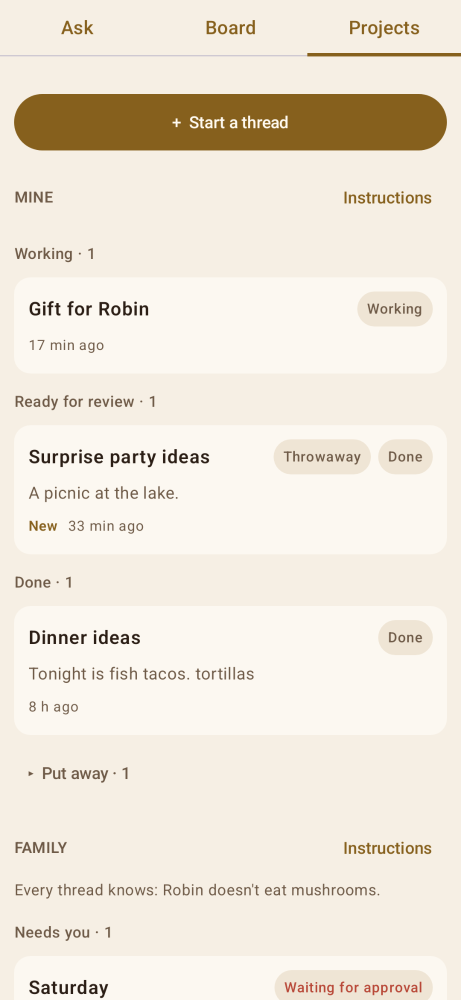 Ask Board Projects
+ Start a thread
MINE Instructions
Working · 1
Gift for Robin Working
17 min ago
Ready for review · 1
Surprise party ideas Throwaway Done
A picnic at the lake.
New 33 min ago
Done · 1
Dinner ideas Done
Tonight is fish tacos. tortillas
8 h ago
▸ Put away · 1
FAMILY Instructions
Every thread knows: Robin doesn't eat mushrooms.
Needs you · 1
Saturday Waiting for approval